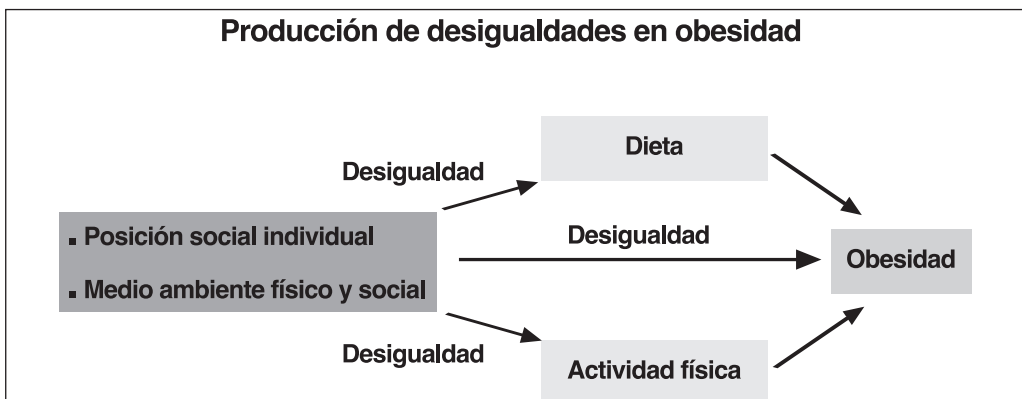 Producción de desigualdades en obesidad
Dieta
Desigualdad
▪ Posición social individual
▪ Medio ambiente físico y social
Desigualdad
Obesidad
Desigualdad
Actividad física